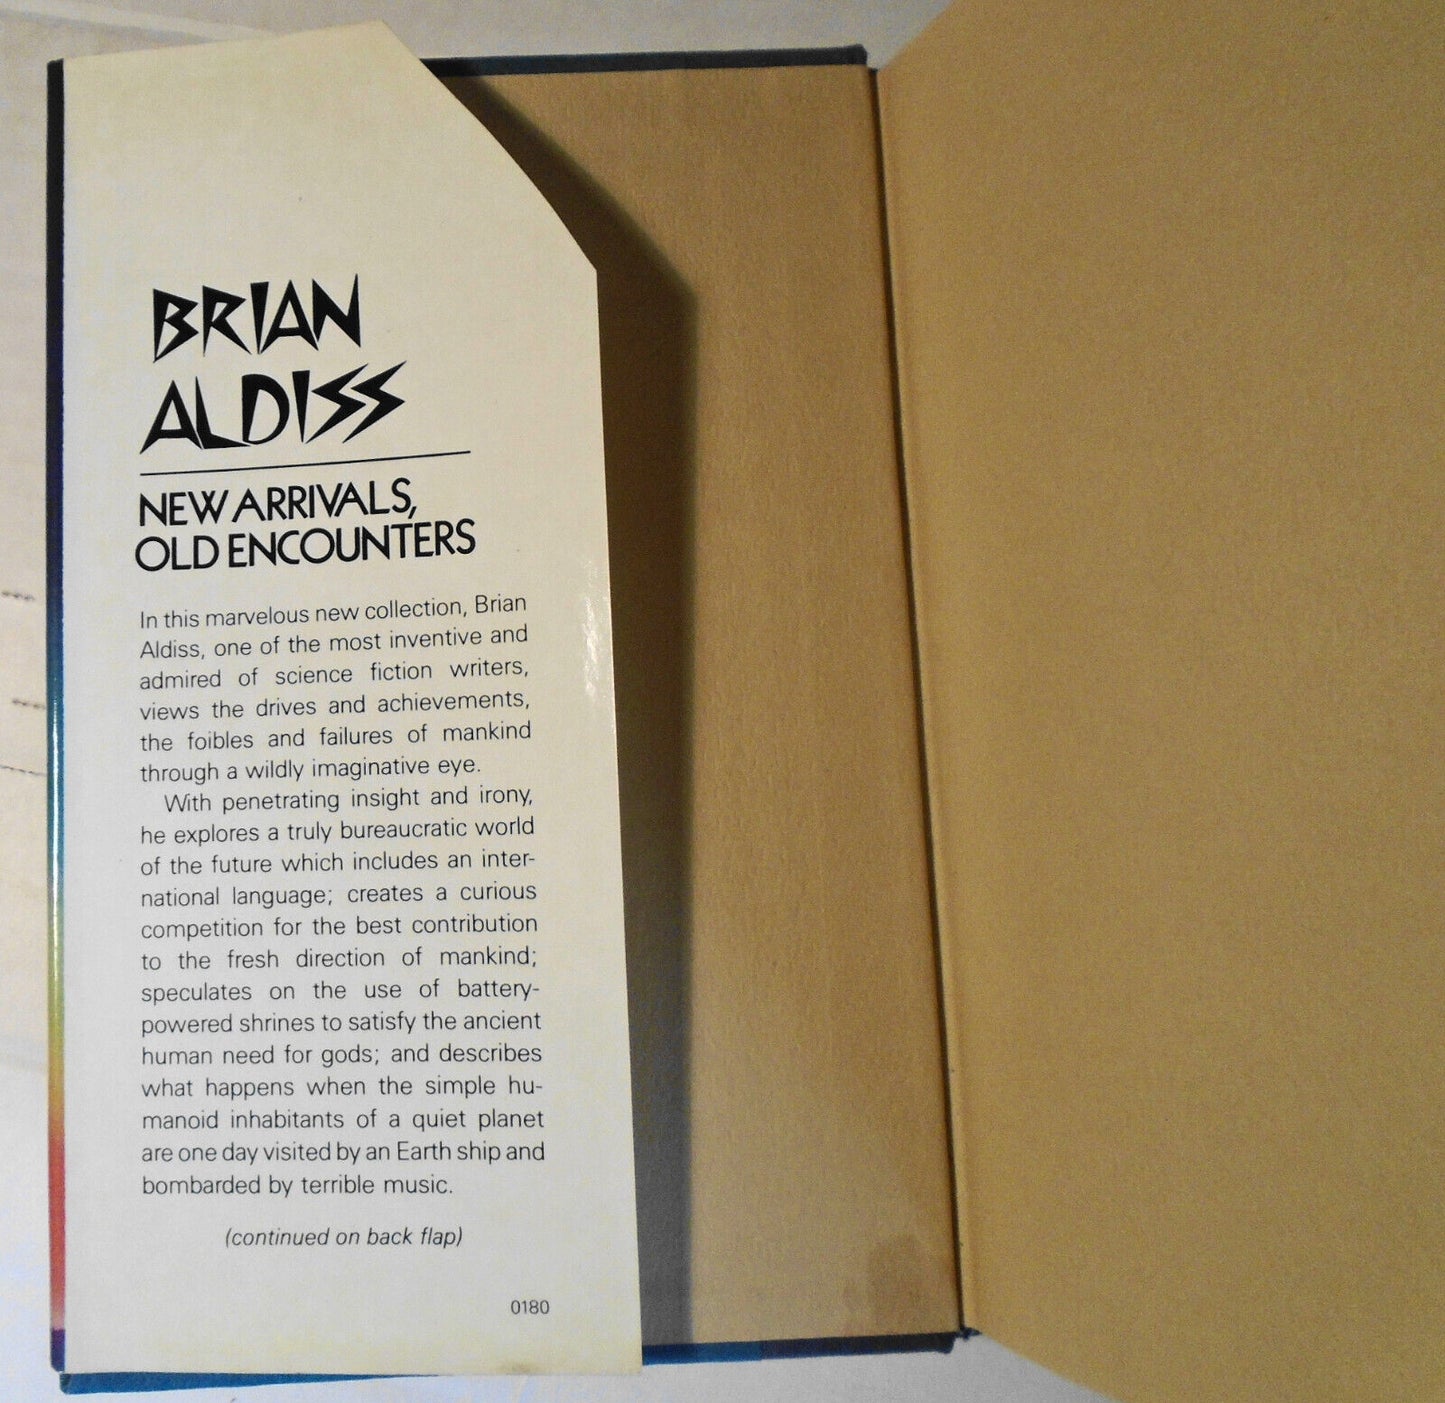 BRIAN
ALDISS
NEW ARRIVALS,
OLD ENCOUNTERS
In this marvelous new collection, Brian
Aldiss, one of the most inventive and
admired of science fiction writers,
views the drives and achievements,
the foibles and failures of mankind
through a wildly imaginative eye.
With penetrating insight and irony,
he explores a truly bureaucratic world
of the future which includes an inter-
national language; creates a curious
competition for the best contribution
to the fresh direction of mankind;
speculates on the use of battery-
powered shrines to satisfy the ancient
human need for gods; and describes
what happens when the simple hu-
manoid inhabitants of a quiet planet
are one day visited by an Earth ship and
bombarded by terrible music.
(continued on back flap)
0180